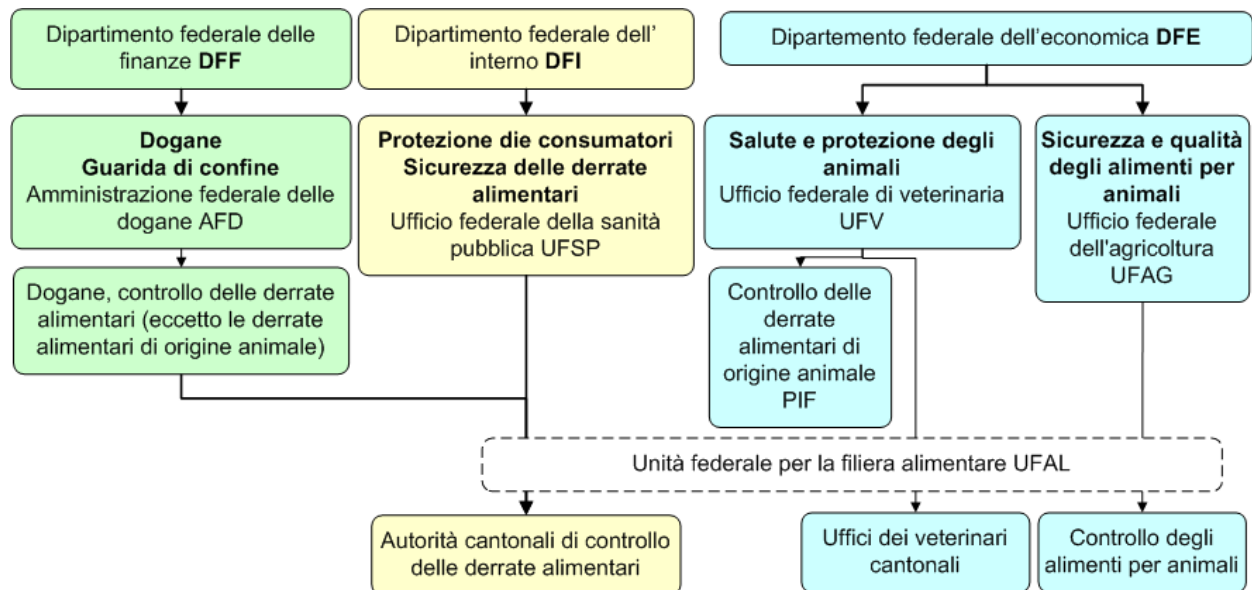 Dipartimento federale delle
finanze DFF
Dipartimento federale dell'
interno DFI
Dipartemento federale dell'economica DFE
Dogane
Guarida di confine
Amministrazione federale delle
dogane AFD
Protezione die consumatori
Sicurezza delle derrate
alimentari
Ufficio federale della sanità
pubblica UFSP
Salute e protezione degli
animali
Ufficio federale di veterinaria
UFV
Sicurezza e qualità
degli alimenti per
animali
Ufficio federale
dell'agricoltura
UFAG
Dogane, controllo delle derrate
alimentari (eccetto le derrate
alimentari di origine animale)
Controllo delle
derrate
alimentari di
origine animale
PIF
Unità federale per la filiera alimentare UFAL
Autorità cantonali di controllo
delle derrate alimentari
Uffici dei veterinari
cantonali
Controllo degli
alimenti per animali